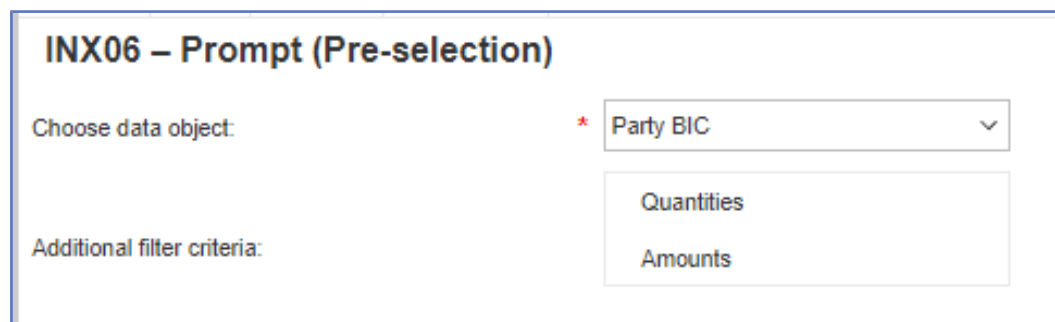 INX06 – Prompt (Pre-selection)
Choose data object: * Party BIC
Quantities
Additional filter criteria:
Amounts